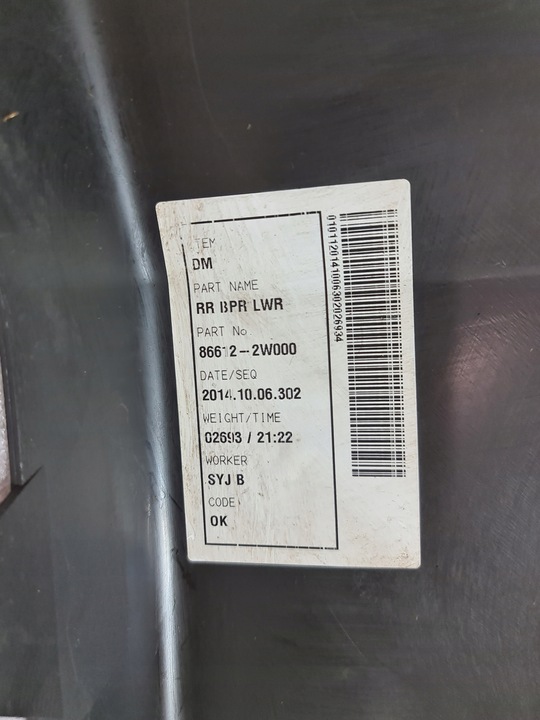 ITEM
DM
PART NAME
RR BPR LWR
PART No
86612-2W000
DATE/SEQ
2014.10.06.302
WEIGHT/TIME
02693 / 21:22
WORKER
SYJ B
CODE
OK
0101120141006302026934